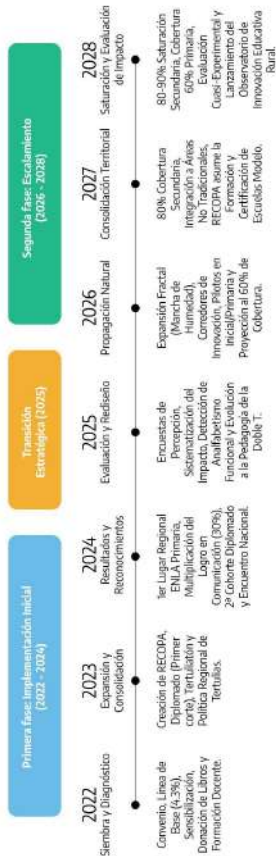 Primera fase: Implementación Inicial
(2022 - 2024)
Transición
Estratégica (2025)
Segunda fase: Escalamiento
(2026 - 2028)
2022
Siembra y Diagnóstico
Convenio, Línea de
Base (4.3%),
Sensibilización,
Donación de Libros y
Formación Docente.
2023
Expansión y
Consolidación
Creación de RECOPA,
Diplomado (Primer
corte), Tertuliatón y
Política Regional de
Tertulias.
2024
Resultados y
Reconocimientos
1er Lugar Regional
ENLA Primaria,
Multiplicación del
Logro en
Comunicación (30%),
2ª Cohorte Diplomado
y Encuentro Nacional.
2025
Evaluación y Rediseño
Encuestas de
Percepción,
Sistematización del
Impacto, Detección de
Analfabetismo
Funcional y Evolución
a la Pedagogía de la
Doble T.
2026
Propagación Natural
Expansión Fractal
(Mancha de
Humedad),
Corredores de
Innovación, Pilotos en
Inicial/Primaria y
Proyección al 60% de
Cobertura.
2027
Consolidación Territorial
80% Cobertura
Secundaria,
Integración a Áreas
No Tradicionales,
RECOPA asume la
Formación y
Certificación de
Escuelas Modelo.
2028
Saturación y Evaluación
de Impacto
80-90% Saturación
Secundaria, Cobertura
60% Primaria,
Evaluación
Cuasi-Experimental y
Lanzamiento del
Observatorio de
Innovación Educativa
Rural.